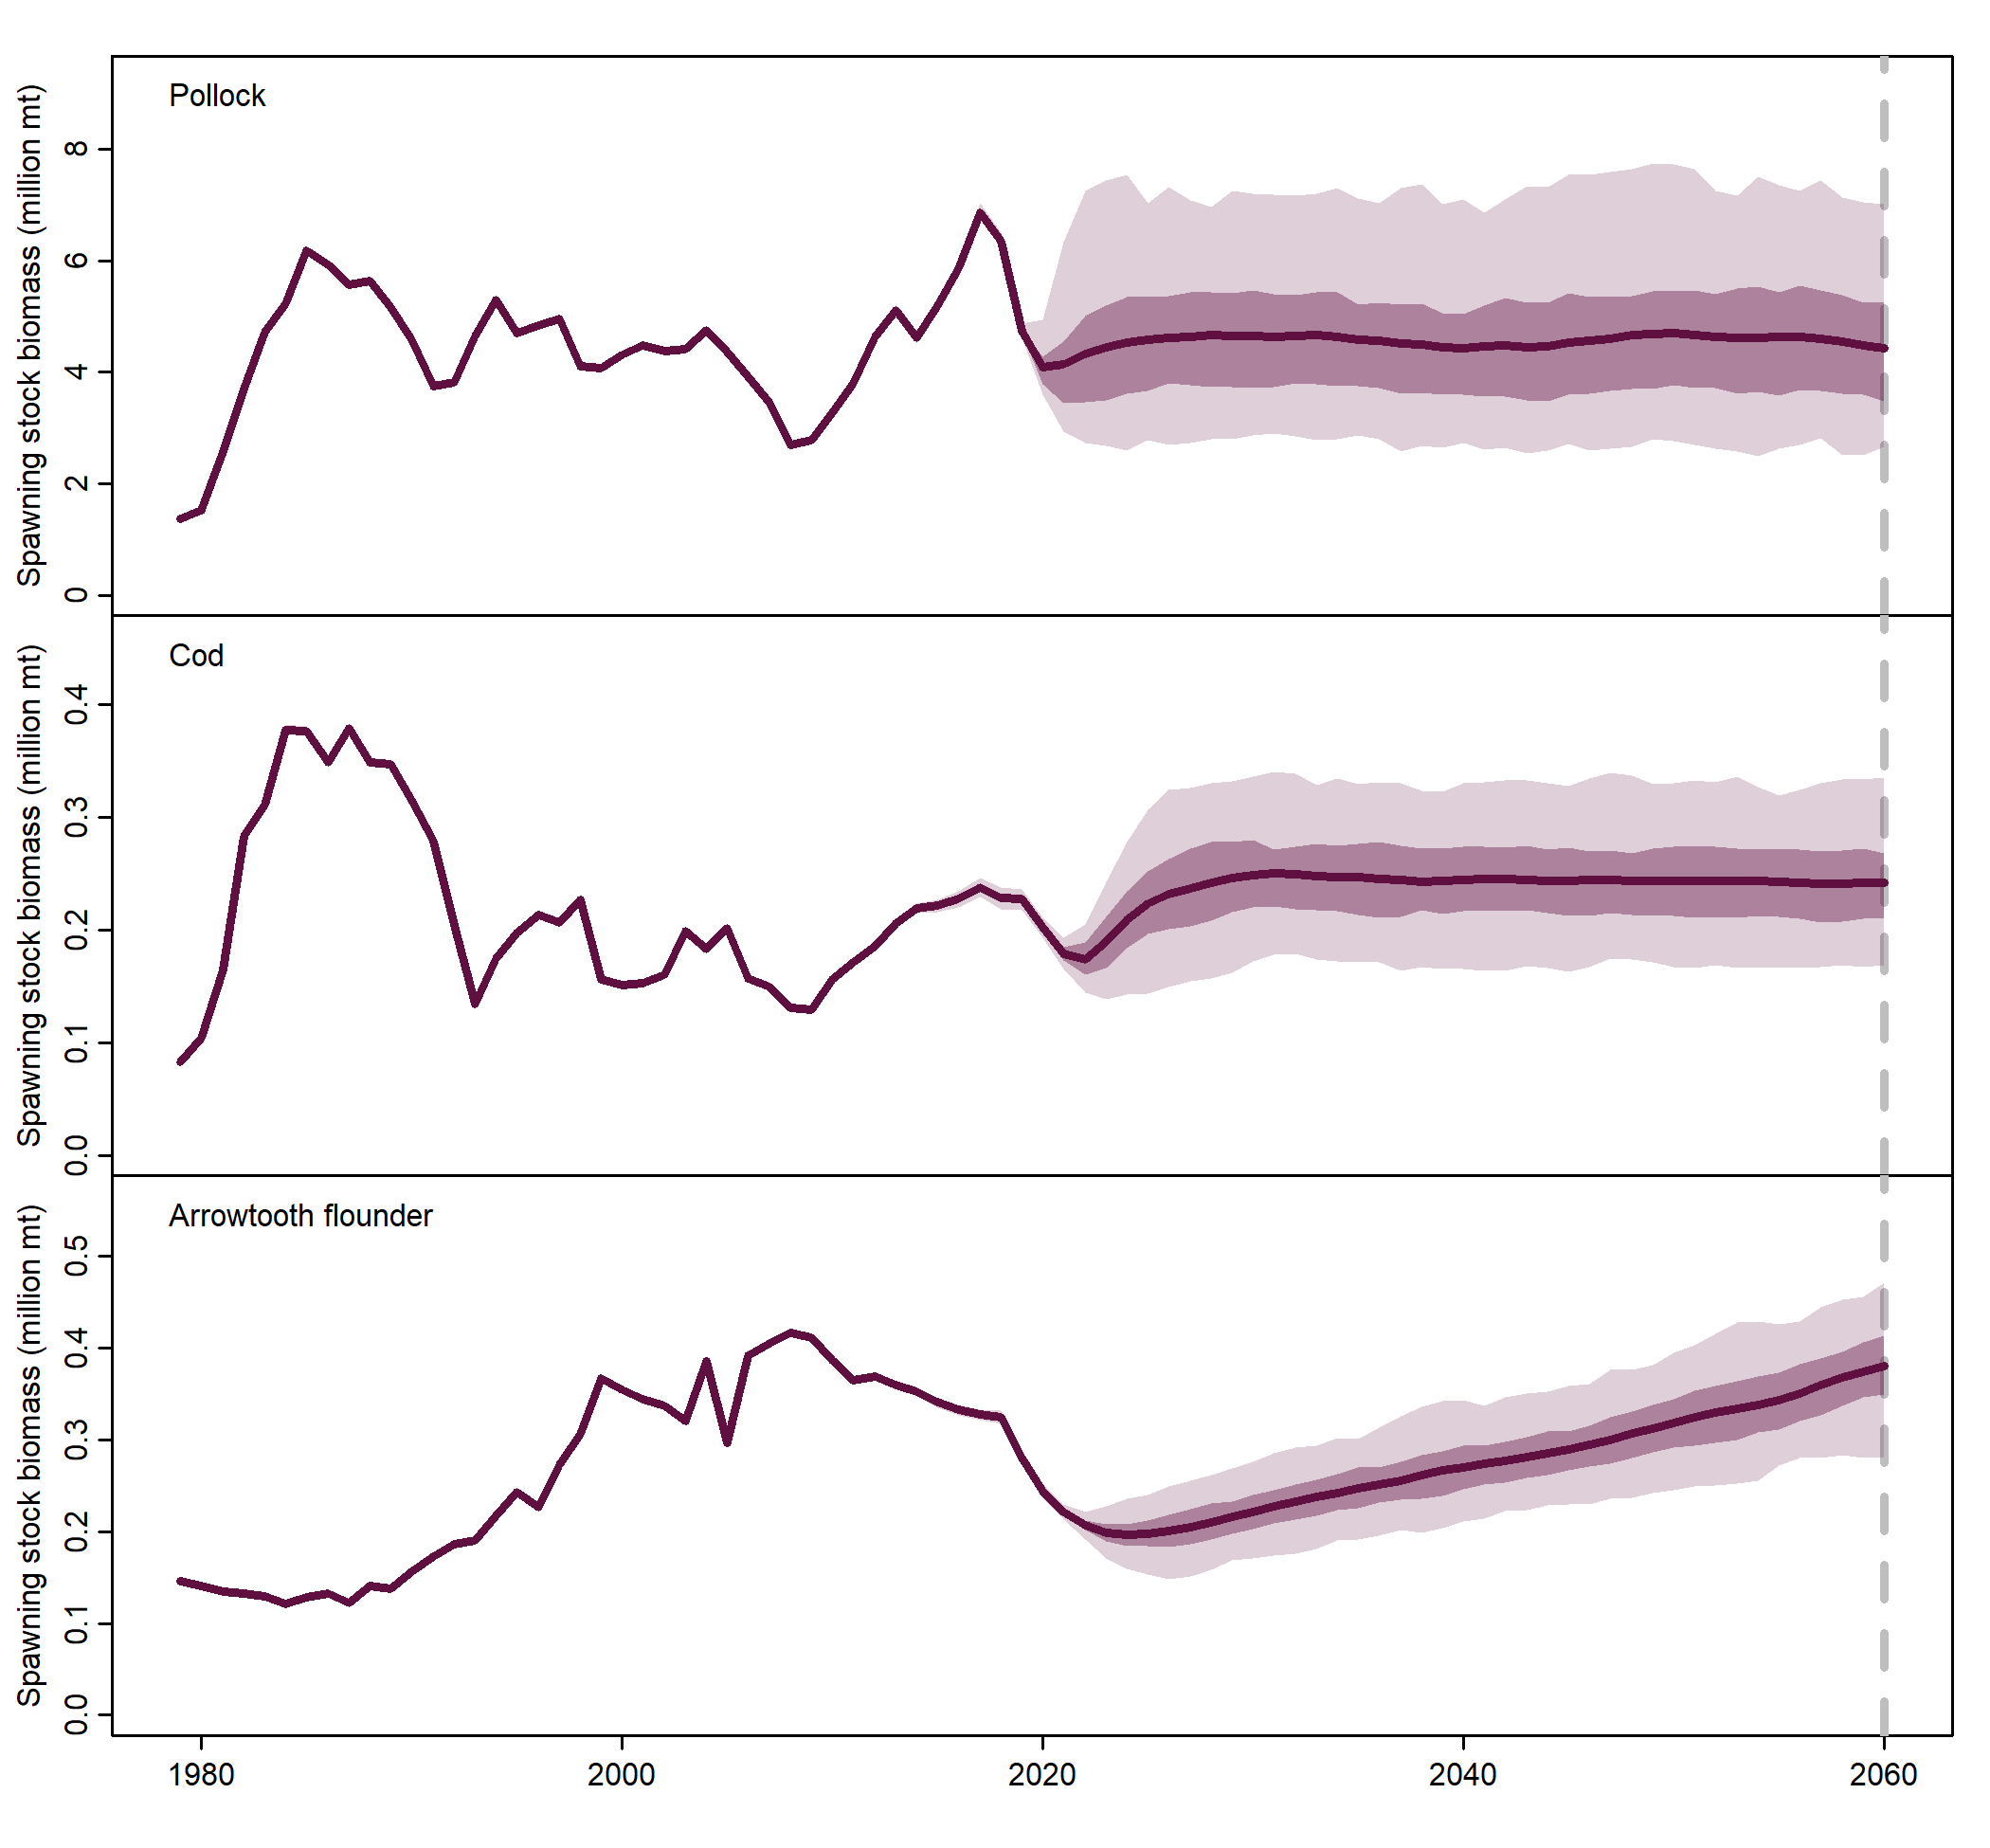 Pollock
Spawning stock biomass (million mt)
8
6
4
2
0
Cod
Spawning stock biomass (million mt)
0.4
0.3
0.2
0.1
0.0
Arrowtooth flounder
Spawning stock biomass (million mt)
0.5
0.4
0.3
0.2
0.1
0.0
1980 2000 2020 2040 2060